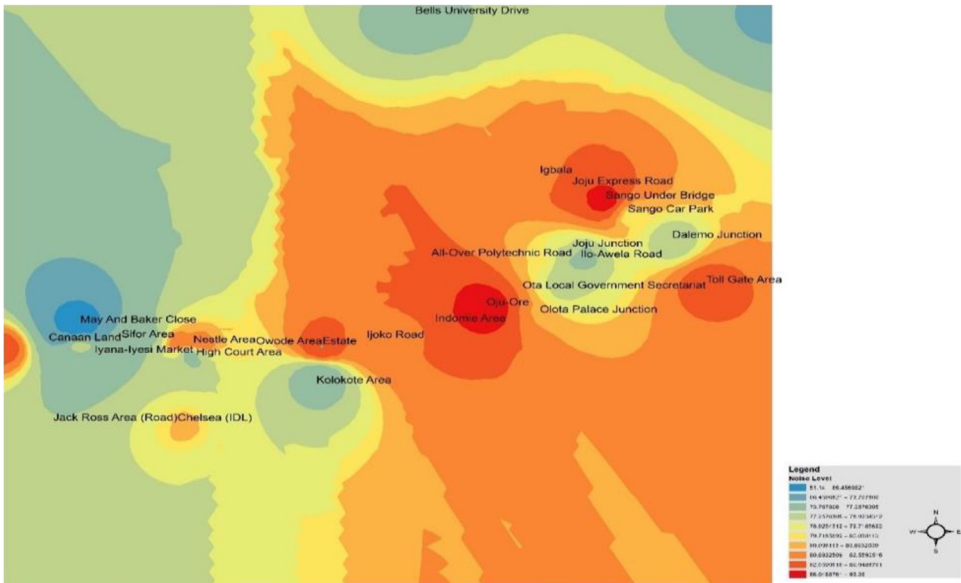 Bells University Drive
Igbala
Joju Express Road
Sango Under Bridge
Sango Car Park
Dalemo Junction
Joju Junction
All-Over Polytechnic Road
Ilo-Awela Road
Toll Gate Area
Ota Local Government Secretariat
Oju-Ore
Olota Palace Junction
Indomie Area
May And Baker Close
Canaan Land
Sifor Area
Nestle Area
Owode Area
Estate
Ijoko Road
Iyana-Iyesi Market
High Court Area
Kolokote Area
Jack Ross Area (Road)
Chelsea (IDL)
Legend
Noise Level
N
W
E
S